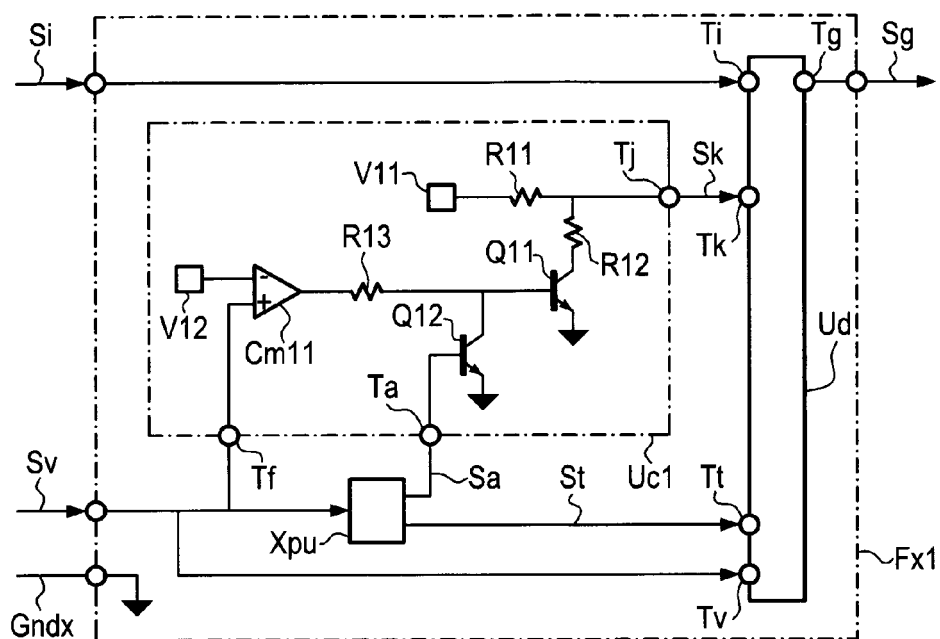 Si
Ti
Tg
Sg
R11
Tj
Sk
V11
R13
Q11
R12
Tk
V12
Cm11
Q12
Ud
Ta
Sv
Tf
Sa
Uc1
St
Tt
Xpu
Fx1
Gndx
Tv
-
+